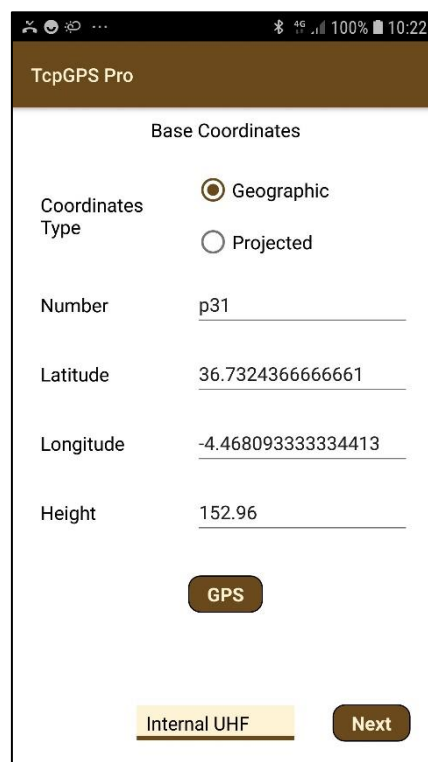 4G 100% 10:22
TcpGPS Pro
Base Coordinates
Coordinates
Type
Geographic
Projected
Number p31
Latitude 36.7324366666661
Longitude -4.468093333334413
Height 152.96
GPS
Internal UHF Next